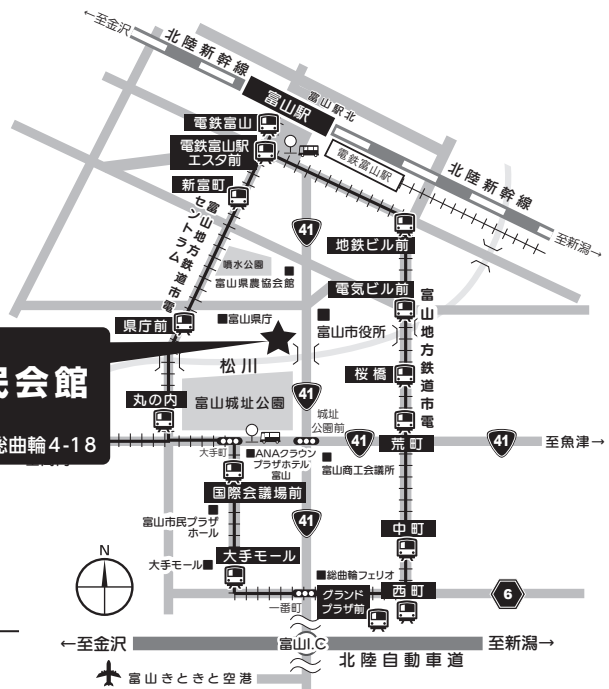 ←至金沢
北陸新幹線
富山駅
富山駅北
電鉄富山
電鉄富山駅
エスタ前
電鉄富山駅
北陸新幹線
至新潟→
新富町
41
地鉄ビル前
富山地方鉄道市電
セントラム
噴水公園
富山県農協会館
電気ビル前
県庁前
富山県庁
富山市役所
富山地方鉄道市電
民会館
松川
桜橋
丸の内
富山城址公園
41
城址
公園前
総曲輪4-18
大手町
ANAクラウン
プラザホテル
富山
41
荒町
41
至魚津→
富山商工会議所
国際会議場前
富山市民プラザ
ホール
41
中町
大手モール
大手モール
総曲輪フェリオ
N
一番町
グランド
プラザ前
西町
6
←至金沢
富山I.C
至新潟→
北陸自動車道
富山きときと空港